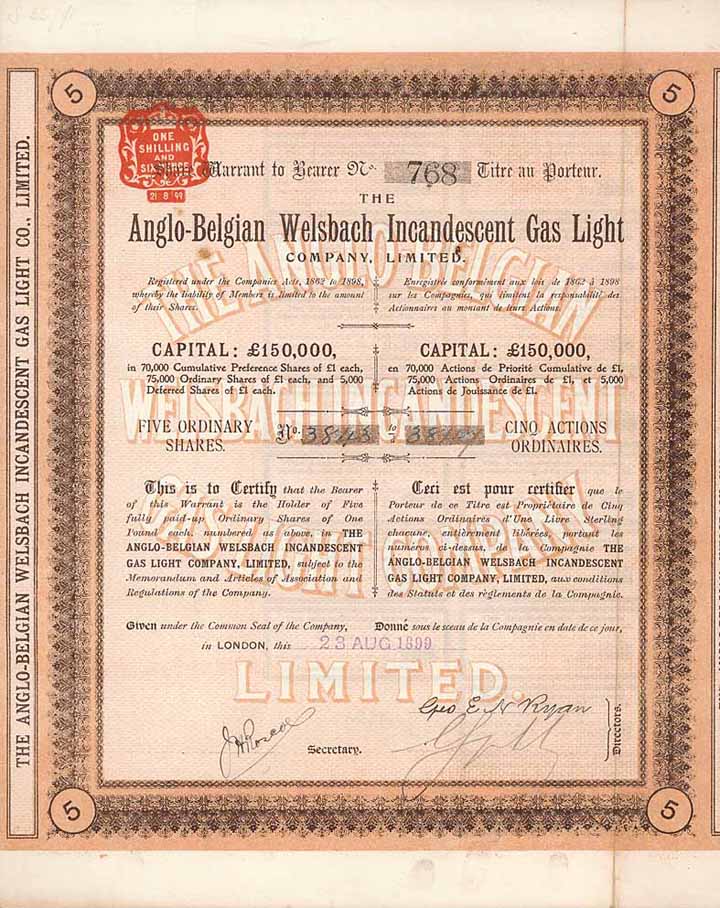 5
5
ONE
SHILLING
AND
SIXPENCE
21·8·99
Share Warrant to Bearer No. 768 Titre au Porteur.
THE
Anglo-Belgian Welsbach Incandescent Gas Light
COMPANY, LIMITED.
Registered under the Companies Acts, 1862 to 1898,
whereby the liability of Members is limited to the amount
of their Shares.
Enregistrée conformément aux lois de 1862 à 1898
sur les Compagnies, qui limitent la responsabilité des
Actionnaires au montant de leurs Actions.
CAPITAL: £150,000,
in 70,000 Cumulative Preference Shares of £1 each,
75,000 Ordinary Shares of £1 each, and 5,000
Deferred Shares of £1 each.
CAPITAL: £150,000,
en 70,000 Actions de Priorité Cumulative de £1,
75,000 Actions Ordinaires de £1, et 5,000
Actions de Jouissance de £1.
FIVE ORDINARY
SHARES.
No. 3843 to
CINQ ACTIONS
ORDINAIRES.
This is to Certify that the Bearer
of this Warrant is the Holder of Five
fully paid-up Ordinary Shares of One
Pound each, numbered as above, in THE
ANGLO-BELGIAN WELSBACH INCANDESCENT
GAS LIGHT COMPANY, LIMITED, subject to the
Memorandum and Articles of Association and
Regulations of the Company.
Ceci est pour certifier que le
Porteur de ce Titre est Propriétaire de Cinq
Actions Ordinaires d'Une Livre Sterling
chacune, entièrement libérées, portant les
numéros ci-dessus, de la Compagnie THE
ANGLO-BELGIAN WELSBACH INCANDESCENT
GAS LIGHT COMPANY, LIMITED, aux conditions
des Statuts et des règlements de la Compagnie.
Given under the Common Seal of the Company,
Donné sous le sceau de la Compagnie en date de ce jour,
in LONDON, this 23 AUG. 1899
THE ANGLO BELGIAN
WELSBACH INCANDESCENT
GAS LIGHT COMPANY
LIMITED.
Geo E. N Ryan
Directors.
Secretary.
5
5
THE ANGLO-BELGIAN WELSBACH INCANDESCENT GAS LIGHT CO., LIMITED.